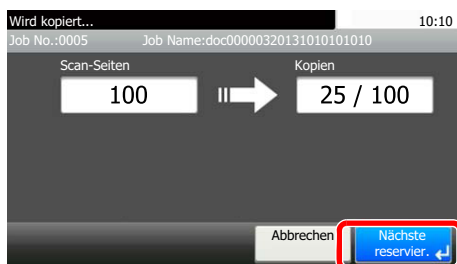 Wird kopiert...
10:10
Job No.:0005
Job Name:doc00000320131010101010
Scan-Seiten
Kopien
100
25 / 100
Abbrechen
Nächste
reservier.